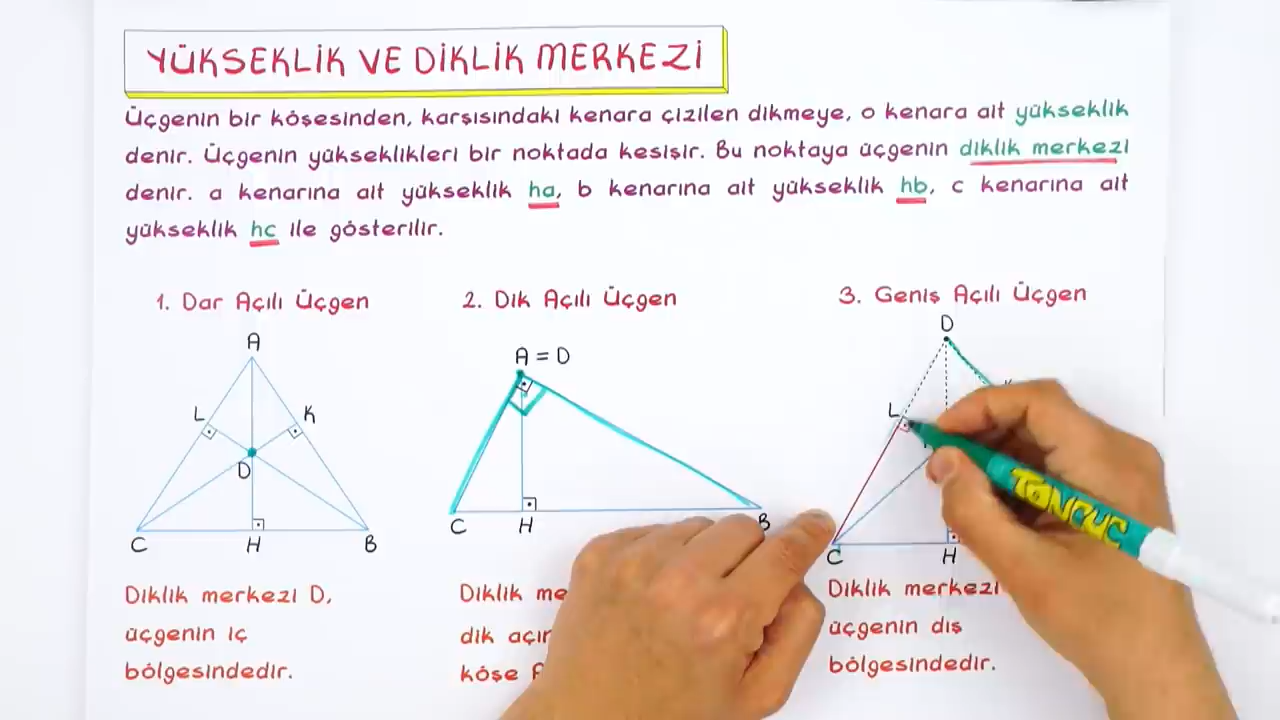 YÜKSEKLİK VE DİKLİK MERKEZİ
Üçgenin bir köşesinden, karşısındaki kenara çizilen dikmeye, o kenara ait yükseklik
denir. Üçgenin yükseklikleri bir noktada kesişir. Bu noktaya üçgenin diklik merkezi
denir. a kenarına ait yükseklik ha, b kenarına ait yükseklik hb, c kenarına ait
yükseklik hc ile gösterilir.
1. Dar Açılı Üçgen
A
L
K
D
C
H
B
Diklik merkezi D,
üçgenin iç
bölgesindedir.
2. Dik Açılı Üçgen
A = D
C
H
B
Diklik
dik
köşe
3. Geniş Açılı Üçgen
D
L
C
H
Diklik merkezi
üçgenin dış
bölgesindedir.
TONGUÇ